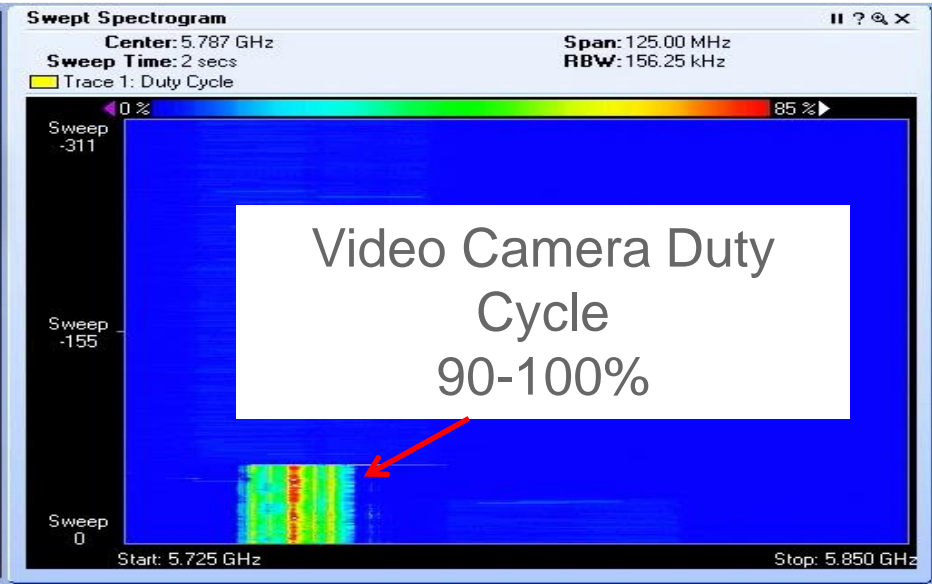 Swept Spectrogram
II ? X
Center: 5.787 GHz Span: 125.00 MHz
Sweep Time: 2 secs RBW: 156.25 kHz
Trace 1: Duty Cycle
0 % 85 %
Sweep
-311
Video Camera Duty
Cycle
90-100%
Sweep
-155
Sweep
0
Start: 5.725 GHz Stop: 5.850 GHz